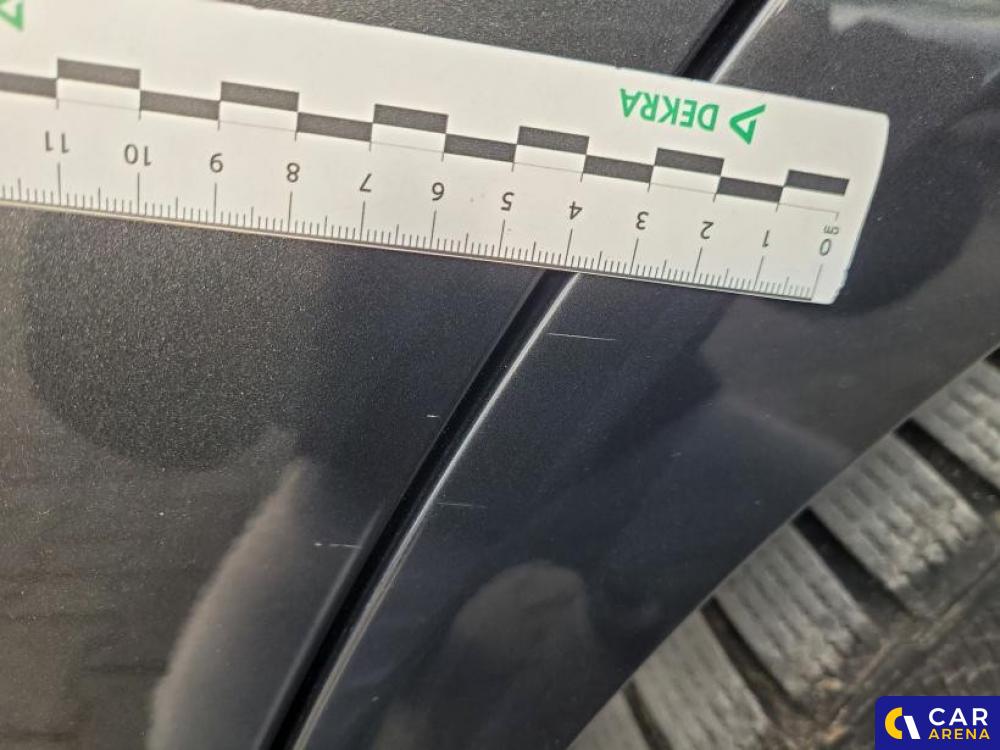 DEKRA
11 10 9 8 7 6 5 4 3 2 1 0
cm
CAR
ARENA